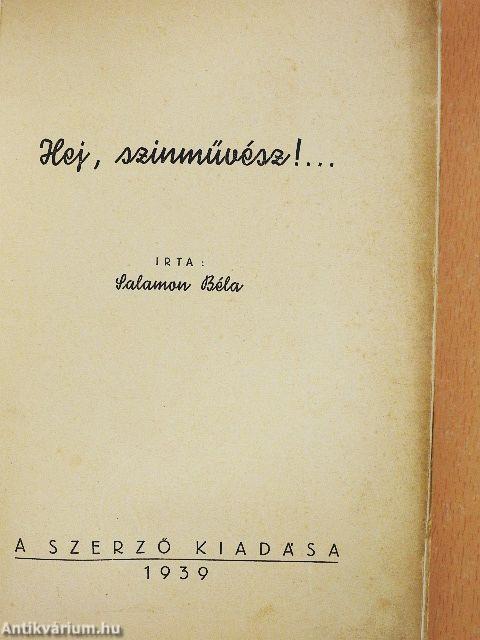 Hej, szinművész!...
IRTA:
Salamon Béla
A SZERZŐ KIADÁSA
1939
Antikvárium.hu